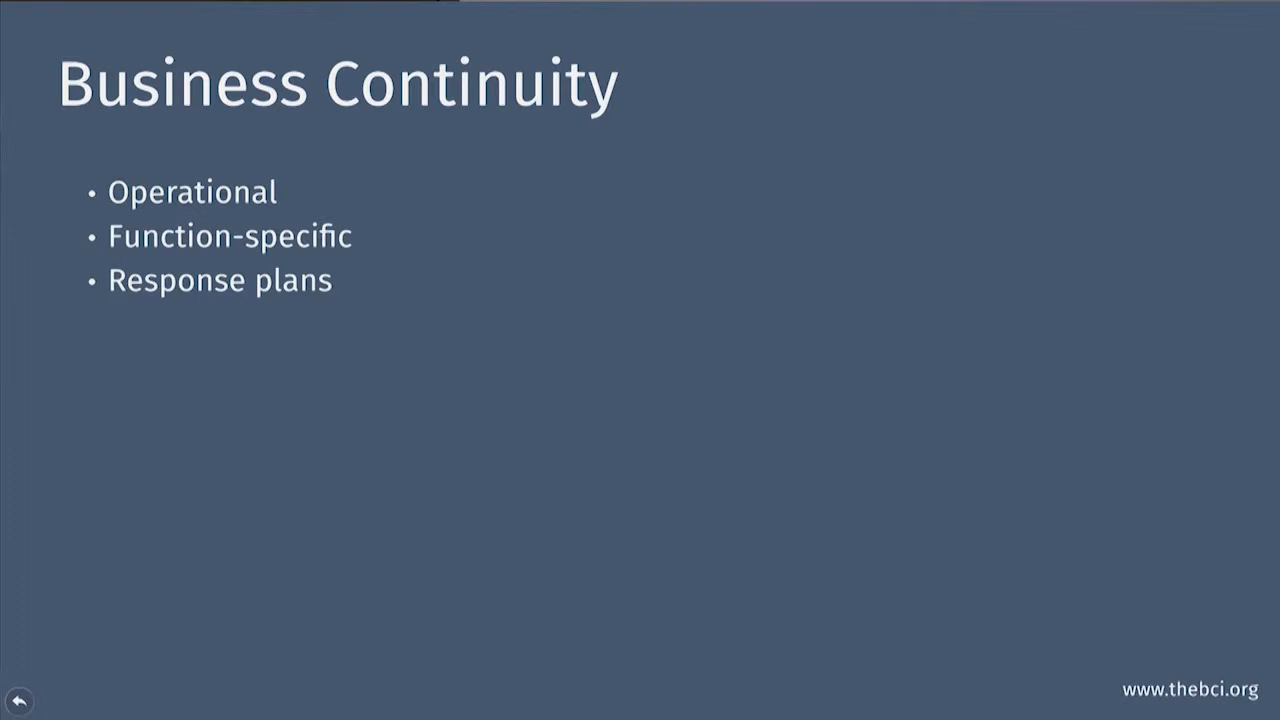 Business Continuity
• Operational
• Function-specific
• Response plans
www.thebci.org